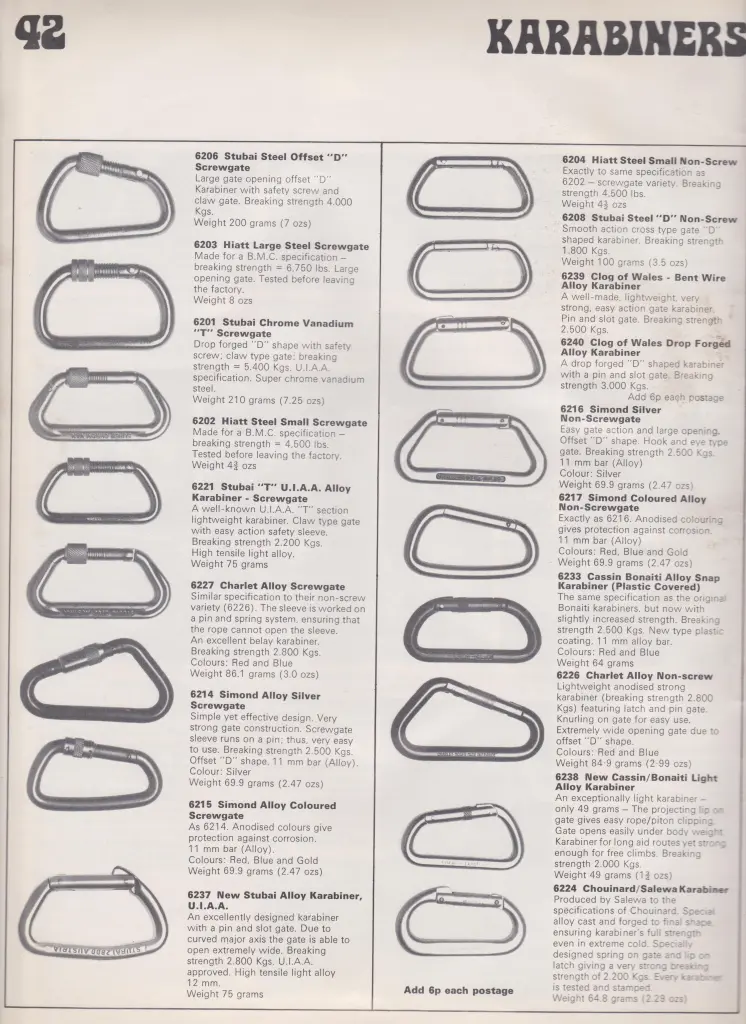 42
KARABINERS
6206 Stubai Steel Offset "D"
Screwgate
Large gate opening offset "D"
Karabiner with safety screw and
claw gate. Breaking strength 4.000
Kgs.
Weight 200 grams (7 ozs)
6203 Hiatt Large Steel Screwgate
Made for a B.M.C. specification –
breaking strength = 6,750 lbs. Large
opening gate. Tested before leaving
the factory.
Weight 8 ozs
6201 Stubai Chrome Vanadium
"T" Screwgate
Drop forged "D" shape with safety
screw, claw type gate: breaking
strength = 5.400 Kgs. U.I.A.A.
specification. Super chrome vanadium
steel.
Weight 210 grams (7.25 ozs)
6202 Hiatt Steel Small Screwgate
Made for a B.M.C. specification –
breaking strength = 4,500 lbs.
Tested before leaving the factory.
Weight 4¾ ozs
6221 Stubai "T" U.I.A.A. Alloy
Karabiner - Screwgate
A well-known U.I.A.A. "T" section
lightweight karabiner. Claw type gate
with easy action safety sleeve.
Breaking strength 2.200 Kgs.
High tensile light alloy.
Weight 75 grams
6227 Charlet Alloy Screwgate
Similar specification to their non-screw
variety (6226). The sleeve is worked on
a pin and spring system, ensuring that
the rope cannot open the sleeve.
An excellent belay karabiner.
Breaking strength 2.800 Kgs.
Colours: Red and Blue
Weight 86.1 grams (3.0 ozs)
6214 Simond Alloy Silver
Screwgate
Simple yet effective design. Very
strong gate construction. Screwgate
sleeve runs on a pin; thus, very easy
to use. Breaking strength 2.500 Kgs.
Offset "D" shape. 11 mm bar (Alloy).
Colour: Silver
Weight 69.9 grams (2.47 ozs)
6215 Simond Alloy Coloured
Screwgate
As 6214. Anodised colours give
protection against corrosion.
11 mm bar (Alloy).
Colours: Red, Blue and Gold
Weight 69.9 grams (2.47 ozs)
6237 New Stubai Alloy Karabiner,
U.I.A.A.
An excellently designed karabiner
with a pin and slot gate. Due to
curved major axis the gate is able to
open extremely wide. Breaking
strength 2.800 Kgs. U.I.A.A.
approved. High tensile light alloy
12 mm.
Weight 75 grams
6204 Hiatt Steel Small Non-Screw
Exactly to same specification as
6202 – screwgate variety. Breaking
strength 4,500 lbs.
Weight 4¾ ozs
6208 Stubai Steel "D" Non-Screw
Smooth action cross type gate "D"
shaped karabiner. Breaking strength
1.800 Kgs.
Weight 100 grams (3.5 ozs)
6239 Clog of Wales - Bent Wire
Alloy Karabiner
A well-made, lightweight, very
strong, easy action gate karabiner.
Pin and slot gate. Breaking strength
2.500 Kgs.
6240 Clog of Wales Drop Forged
Alloy Karabiner
A drop forged "D" shaped karabiner
with a pin and slot gate. Breaking
strength 3.000 Kgs.
Add 6p each postage
6216 Simond Silver
Non-Screwgate
Easy gate action and large opening.
Offset "D" shape. Hook and eye type
gate. Breaking strength 2.500 Kgs.
11 mm bar (Alloy)
Colour: Silver
Weight 69.9 grams (2.47 ozs)
6217 Simond Coloured Alloy
Non-Screwgate
Exactly as 6216. Anodised colouring
gives protection against corrosion.
11 mm bar (Alloy)
Colours: Red, Blue and Gold
Weight 69.9 grams (2.47 ozs)
6233 Cassin Bonaiti Alloy Snap
Karabiner (Plastic Covered)
The same specification as the original
Bonaiti karabiners, but now with
slightly increased strength. Breaking
strength 2.500 Kgs. New type plastic
coating. 11 mm alloy bar.
Colours: Red and Blue
Weight 64 grams
6226 Charlet Alloy Non-screw
Lightweight anodised strong
karabiner (breaking strength 2.800
Kgs) featuring latch and pin gate.
Knurling on gate for easy use.
Extremely wide opening gate due to
offset "D" shape.
Colours: Red and Blue
Weight 84·9 grams (2·99 ozs)
6238 New Cassin/Bonaiti Light
Alloy Karabiner
An exceptionally light karabiner –
only 49 grams – The projecting lip on
gate gives easy rope/piton clipping.
Gate opens easily under body weight.
Karabiner for long aid routes yet strong
enough for free climbs. Breaking
strength 2.000 Kgs.
Weight 49 grams (1¾ ozs)
6224 Chouinard/Salewa Karabiner
Produced by Salewa to the
specifications of Chouinard. Special
alloy cast and forged to final shape,
ensuring karabiner's full strength
even in extreme cold. Specially
designed spring on gate and lip on
latch giving a very strong breaking
strength of 2.200 Kgs. Every karabiner
is tested and stamped.
Weight 64.8 grams (2.29 ozs)
Add 6p each postage